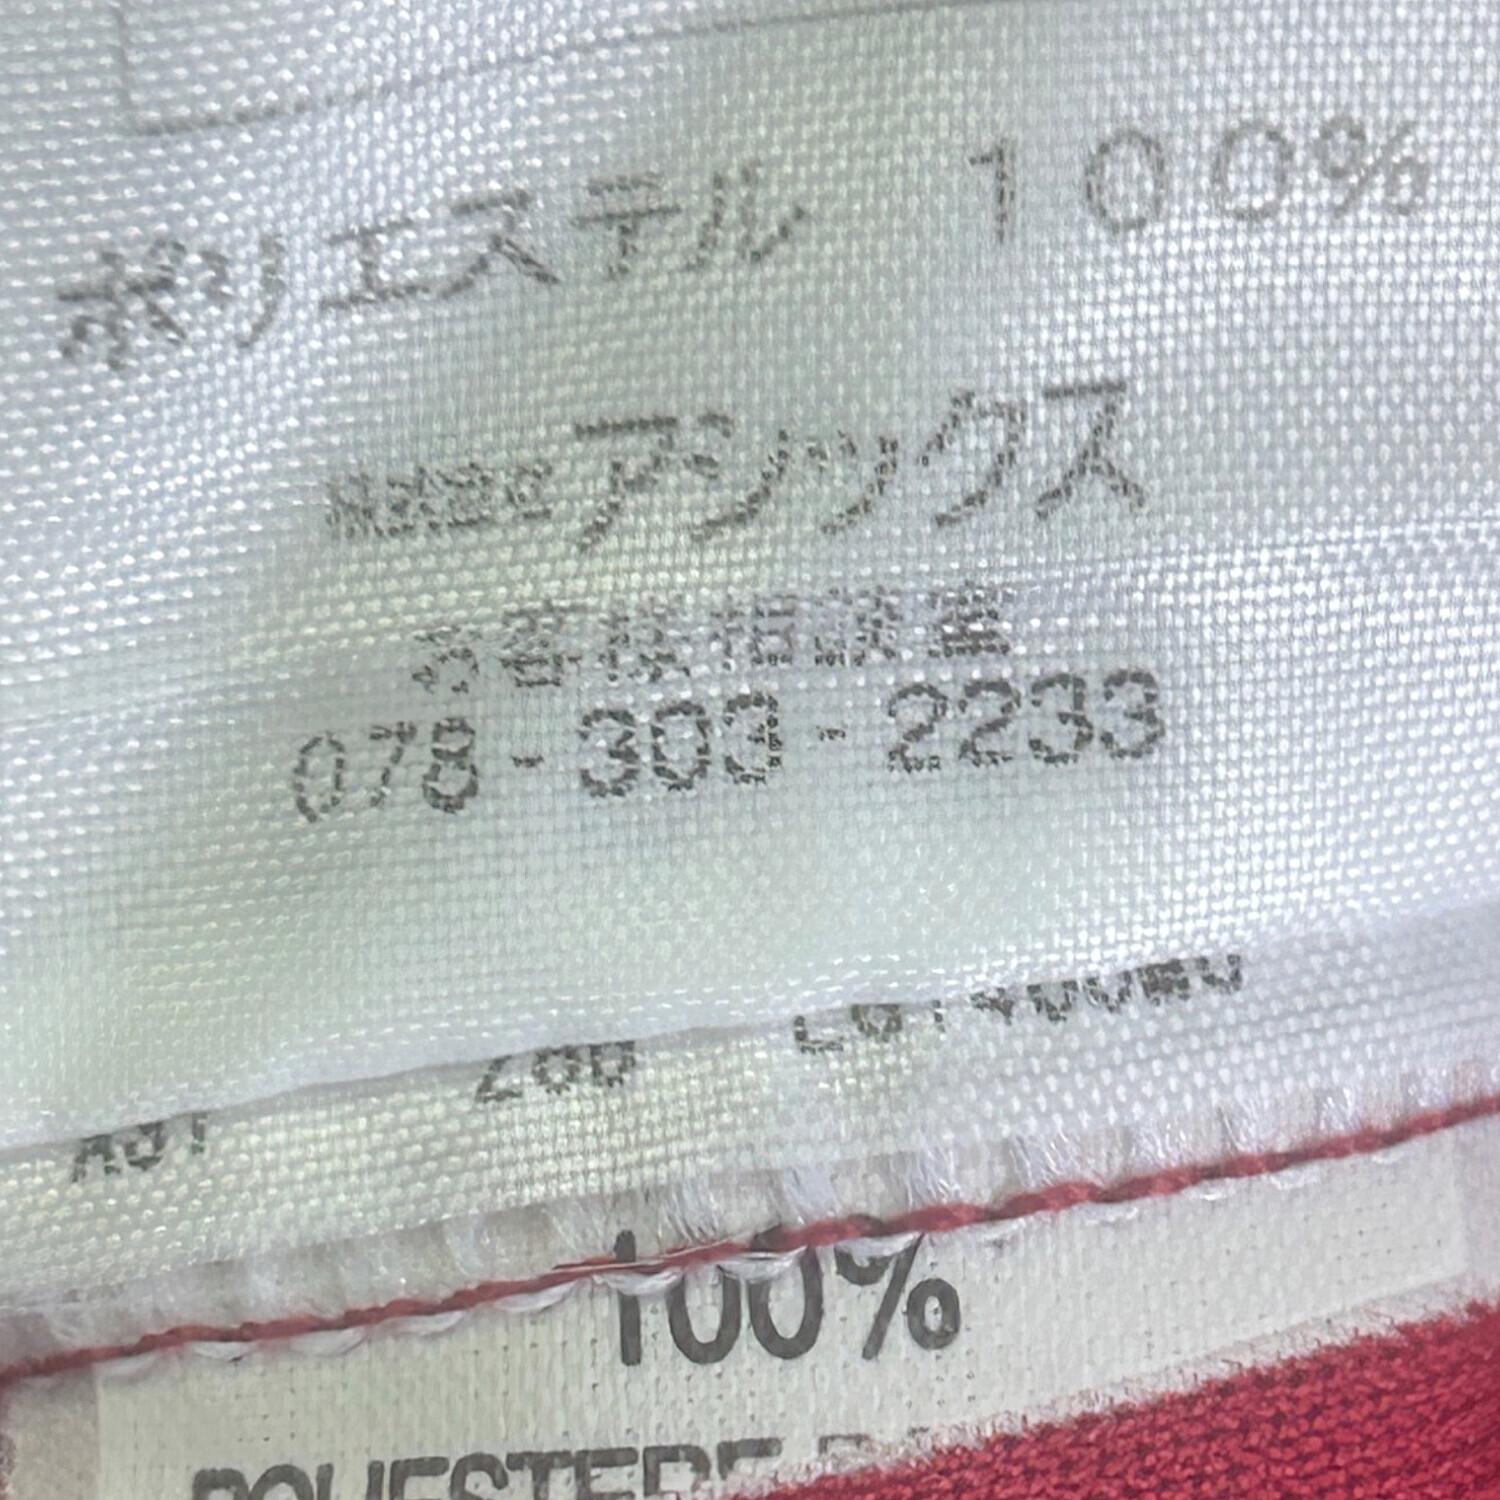 ポリエステル 100%
株式会社アシックス
お客様相談室
078-303-2233
100%
POLIESTERE